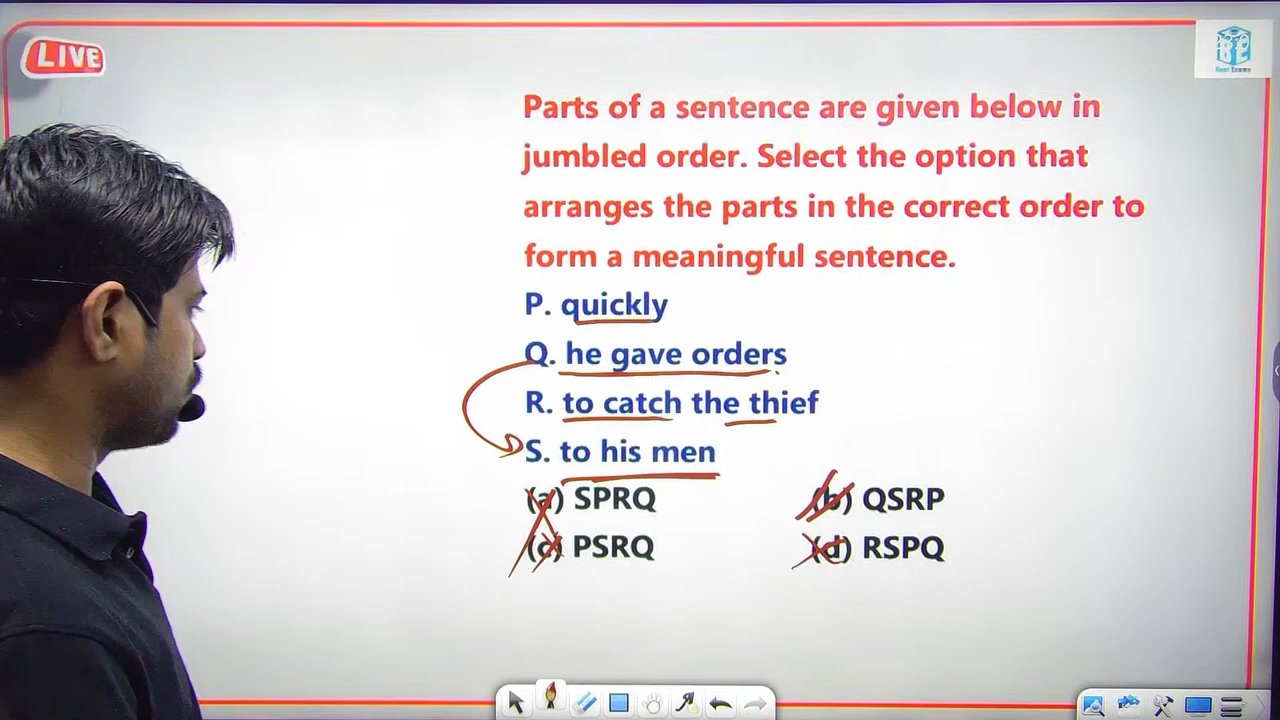 LIVE
Parts of a sentence are given below in
jumbled order. Select the option that
arranges the parts in the correct order to
form a meaningful sentence.
P. quickly
Q. he gave orders
R. to catch the thief
S. to his men
(a) SPRQ (b) QSRP
(c) PSRQ (d) RSPQ